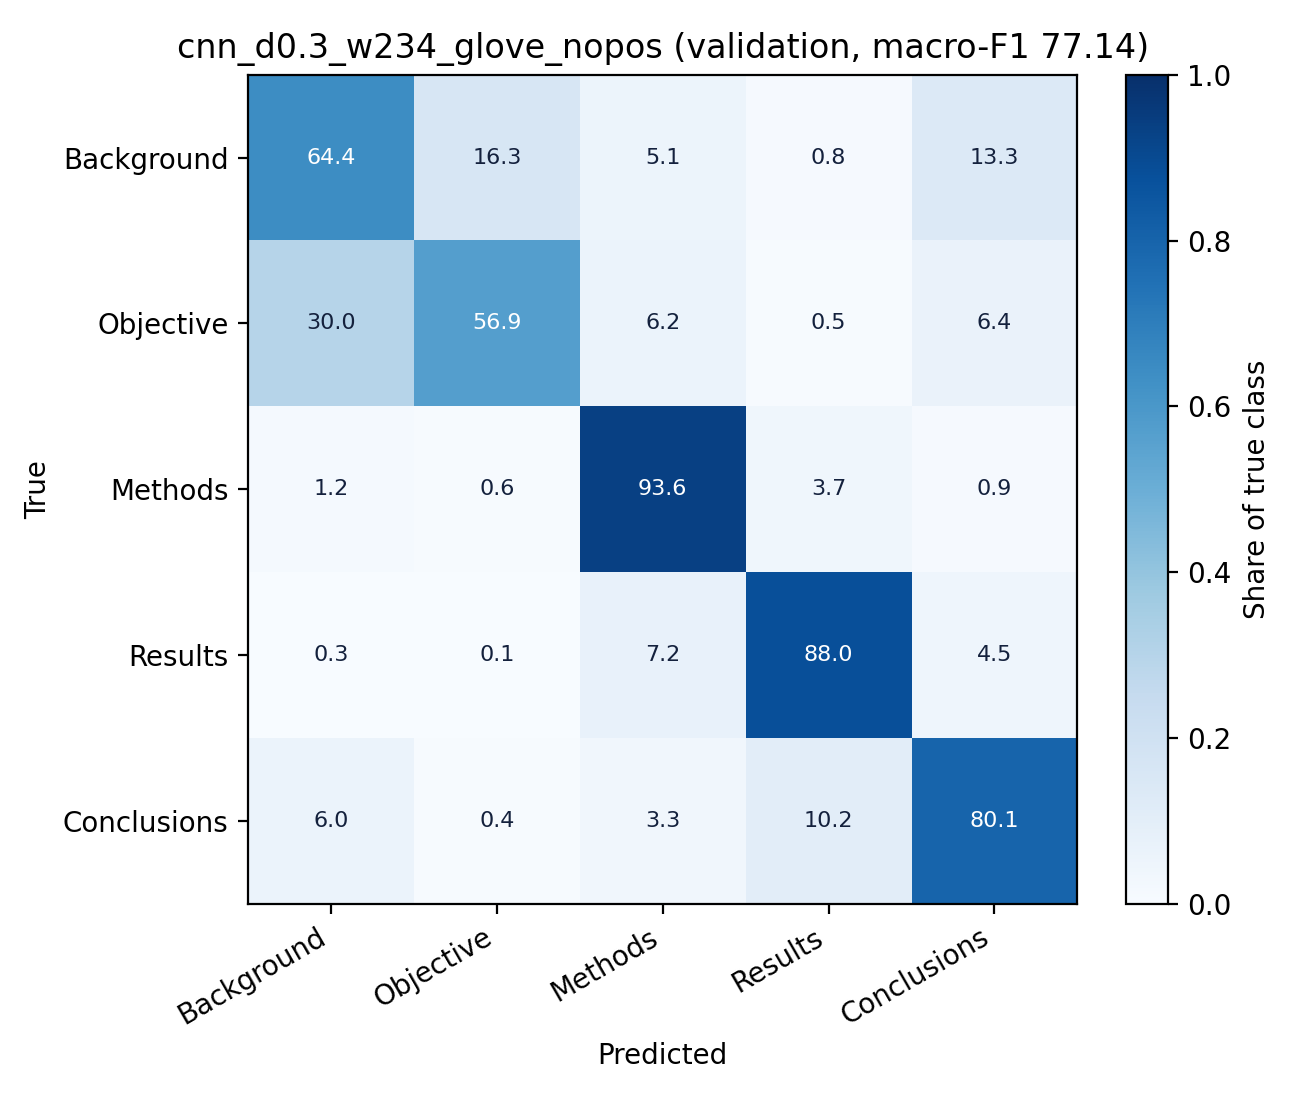 cnn_d0.3_w234_glove_nopos (validation, macro-F1 77.14)
Background 64.4 16.3 5.1 0.8 13.3
Objective 30.0 56.9 6.2 0.5 6.4
Methods 1.2 0.6 93.6 3.7 0.9
Results 0.3 0.1 7.2 88.0 4.5
Conclusions 6.0 0.4 3.3 10.2 80.1
True
Background Objective Methods Results Conclusions
Predicted
1.0
0.8
0.6
0.4
0.2
0.0
Share of true class